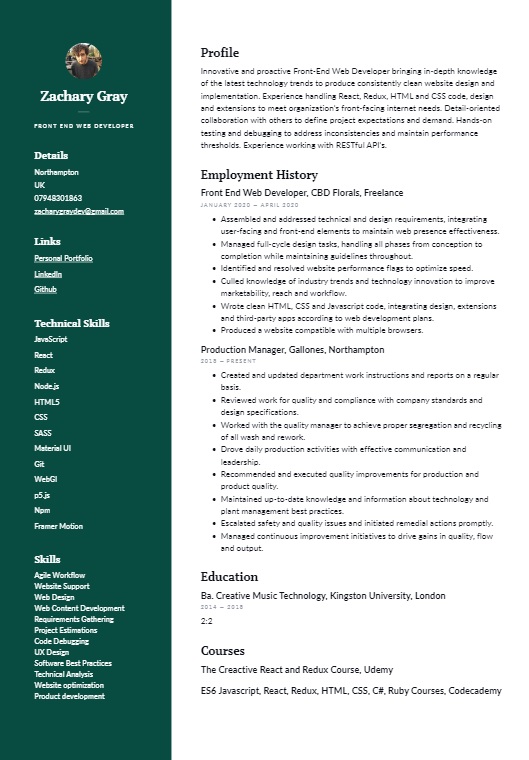 Zachary Gray
FRONT END WEB DEVELOPER
Details
Northampton
UK
07948301863
zacharygraydev@gmail.com
Links
Personal Portfolio
LinkedIn
Github
Technical Skills
JavaScript
React
Redux
Node.js
HTML5
CSS
SASS
Material UI
Git
WebGl
p5.js
Npm
Framer Motion
Skills
Agile Workflow
Website Support
Web Design
Web Content Development
Requirements Gathering
Project Estimations
Code Debugging
UX Design
Software Best Practices
Technical Analysis
Website optimization
Product development
Profile
Innovative and proactive Front-End Web Developer bringing in-depth knowledge
of the latest technology trends to produce consistently clean website design and
implementation. Experience handling React, Redux, HTML and CSS code, design
and extensions to meet organization's front-facing internet needs. Detail-oriented
collaboration with others to define project expectations and demand. Hands-on
testing and debugging to address inconsistencies and maintain performance
thresholds. Experience working with RESTful API's.
Employment History
Front End Web Developer, CBD Florals, Freelance
JANUARY 2020 — APRIL 2020
• Assembled and addressed technical and design requirements, integrating
user-facing and front-end elements to maintain web presence effectiveness.
• Managed full-cycle design tasks, handling all phases from conception to
completion while maintaining guidelines throughout.
• Identified and resolved website performance flags to optimize speed.
• Culled knowledge of industry trends and technology innovation to improve
marketability, reach and workflow.
• Wrote clean HTML, CSS and Javascript code, integrating design, extensions
and third-party apps according to web development plans.
• Produced a website compatible with multiple browsers.
Production Manager, Gallones, Northampton
2018 — PRESENT
• Created and updated department work instructions and reports on a regular
basis.
• Reviewed work for quality and compliance with company standards and
design specifications.
• Worked with the quality manager to achieve proper segregation and recycling
of all wash and rework.
• Drove daily production activities with effective communication and
leadership.
• Recommended and executed quality improvements for production and
product quality.
• Maintained up-to-date knowledge and information about technology and
plant management best practices.
• Escalated safety and quality issues and initiated remedial actions promptly.
• Managed continuous improvement initiatives to drive gains in quality, flow
and output.
Education
Ba. Creative Music Technology, Kingston University, London
2014 — 2018
2:2
Courses
The Creactive React and Redux Course, Udemy
ES6 Javascript, React, Redux, HTML, CSS, C#, Ruby Courses, Codecademy